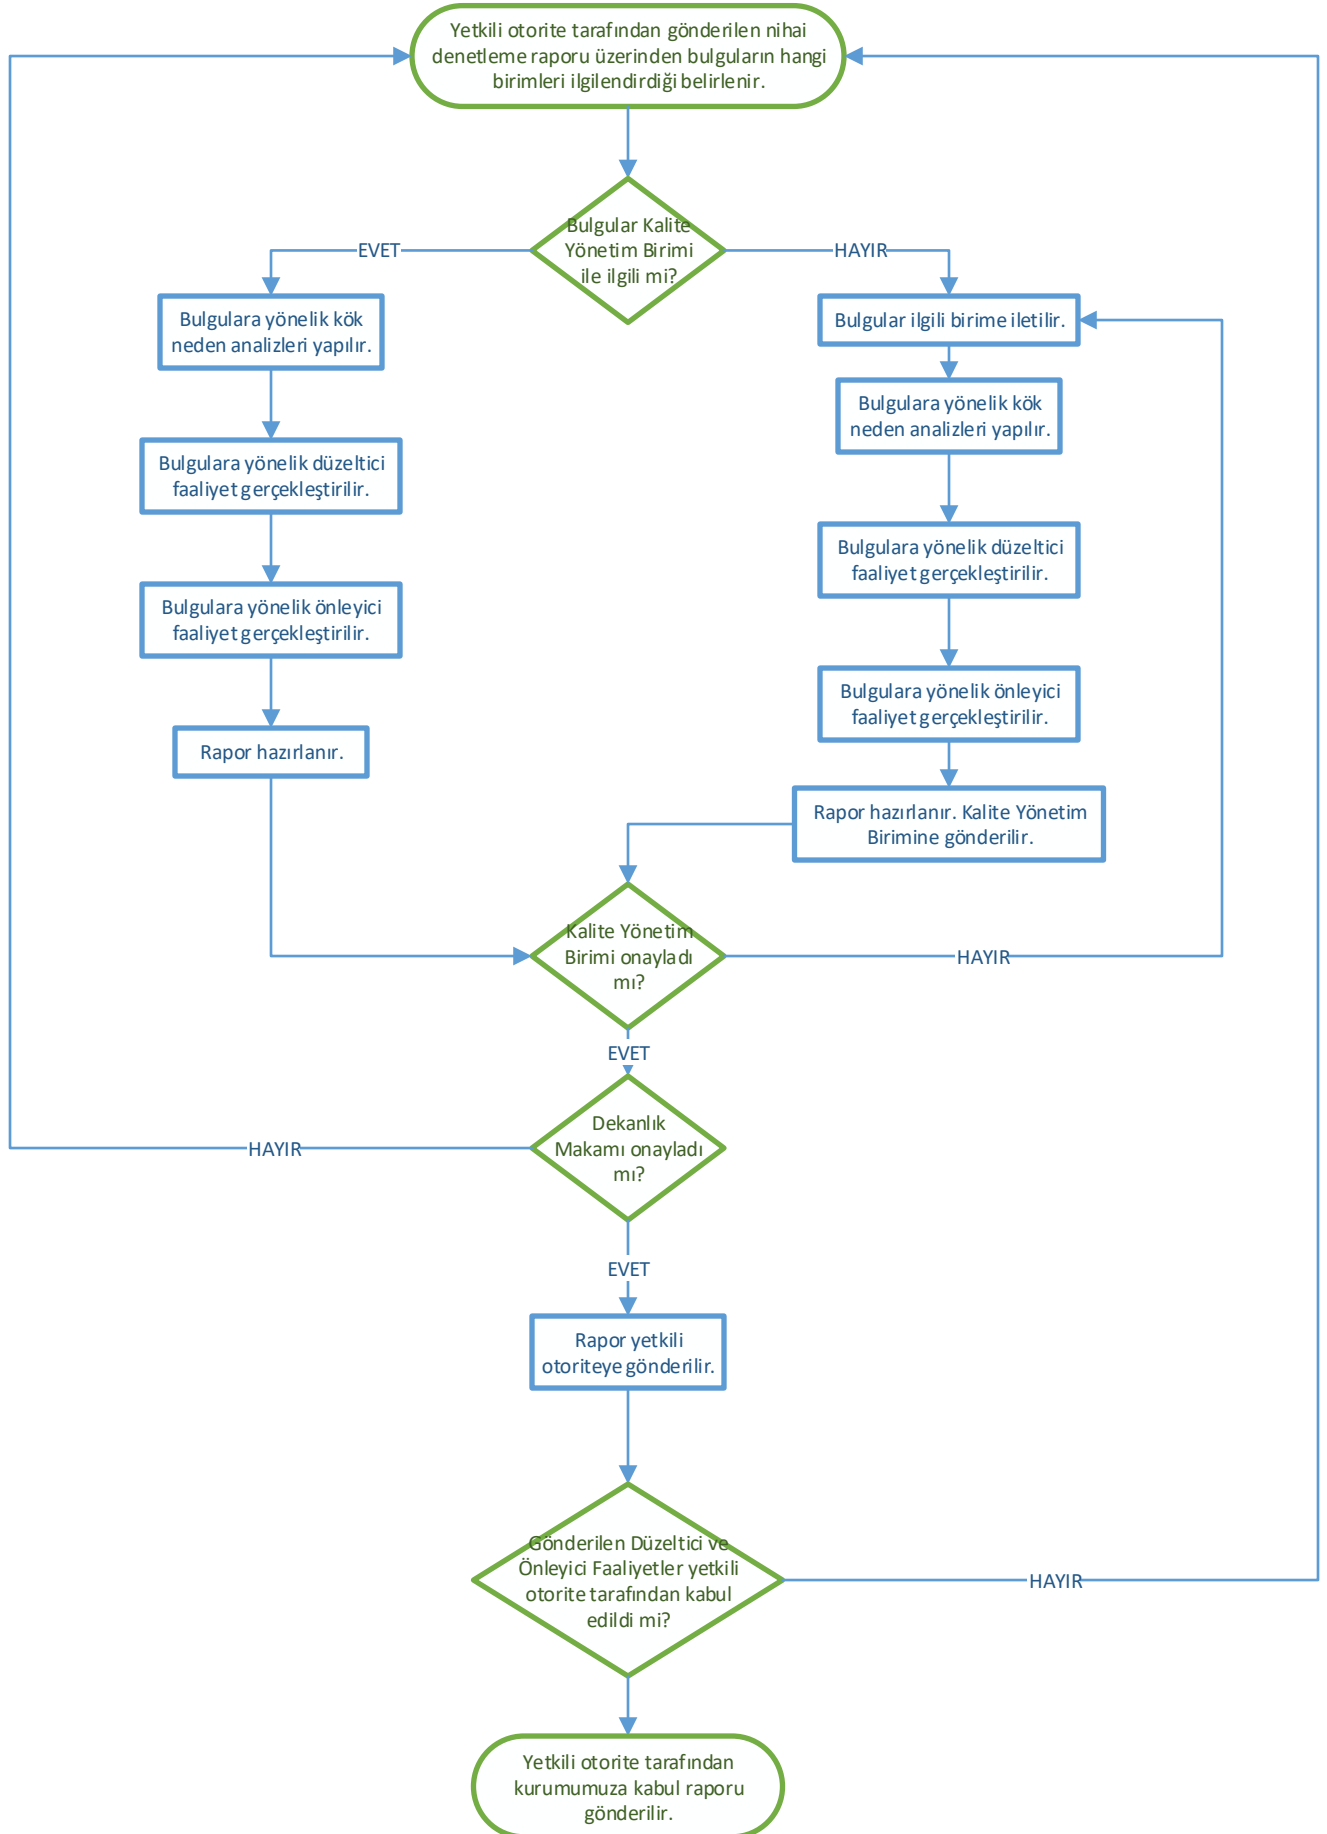 Yetkili otorite tarafından gönderilen nihai
denetleme raporu üzerinden bulguların hangi
birimleri ilgilendirdiği belirlenir.
Bulgular Kalite
Yönetim Birimi
ile ilgili mi?
EVET
HAYIR
Bulgulara yönelik kök
neden analizleri yapılır.
Bulgulara yönelik düzeltici
faaliyet gerçekleştirilir.
Bulgulara yönelik önleyici
faaliyet gerçekleştirilir.
Rapor hazırlanır.
Bulgular ilgili birime iletilir.
Bulgulara yönelik kök
neden analizleri yapılır.
Bulgulara yönelik düzeltici
faaliyet gerçekleştirilir.
Bulgulara yönelik önleyici
faaliyet gerçekleştirilir.
Rapor hazırlanır. Kalite Yönetim
Birimine gönderilir.
Kalite Yönetim
Birimi onayladı
mı?
HAYIR
EVET
Dekanlık
Makamı onayladı
mı?
HAYIR
EVET
Rapor yetkili
otoriteye gönderilir.
Gönderilen Düzeltici ve
Önleyici Faaliyetler yetkili
otorite tarafından kabul
edildi mi?
HAYIR
Yetkili otorite tarafından
kurumumuza kabul raporu
gönderilir.